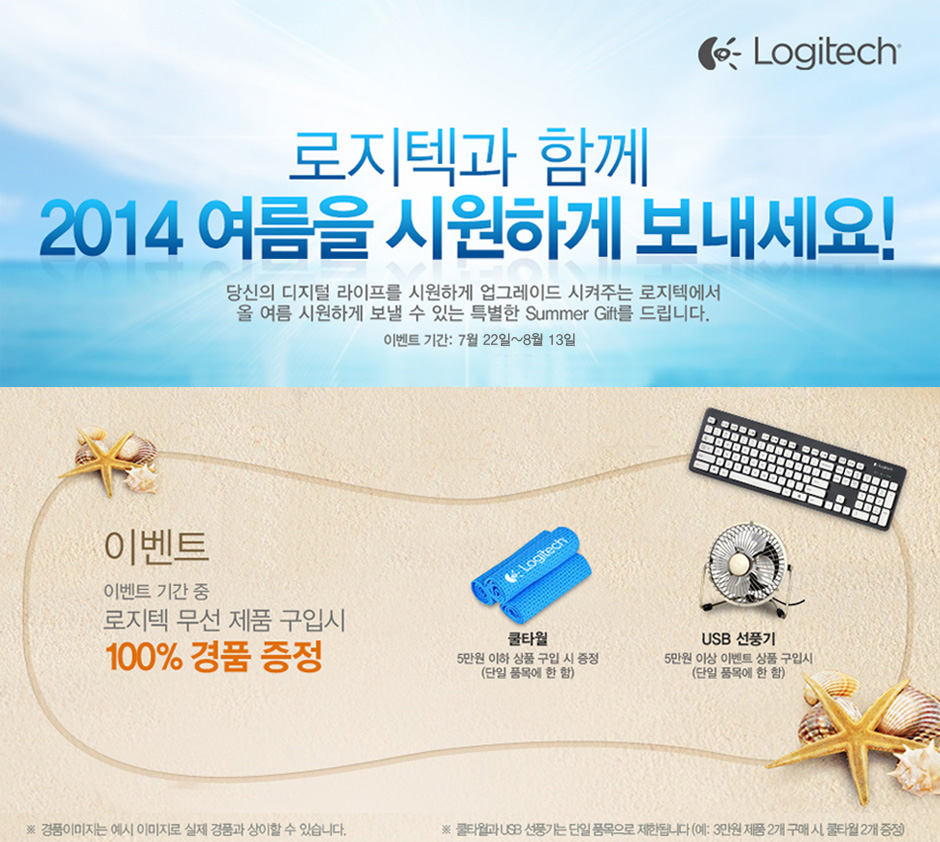 Logitech
로지텍과 함께
2014 여름을 시원하게 보내세요!
당신의 디지털 라이프를 시원하게 업그레이드 시켜주는 로지텍에서
올 여름 시원하게 보낼 수 있는 특별한 Summer Gift를 드립니다.
이벤트 기간: 7월 22일~8월 13일
Logitech
이벤트
이벤트 기간 중
로지텍 무선 제품 구입시
100% 경품 증정
Logitech
쿨타월
5만원 이하 상품 구입 시 증정
(단일 품목에 한 함)
USB 선풍기
5만원 이상 이벤트 상품 구입시
(단일 품목에 한 함)
※ 경품이미지는 예시 이미지로 실제 경품과 상이할 수 있습니다.
※ 쿨타월과 USB 선풍기는 단일 품목으로 제한됩니다 (예: 3만원 제품 2개 구매 시, 쿨타월 2개 증정)